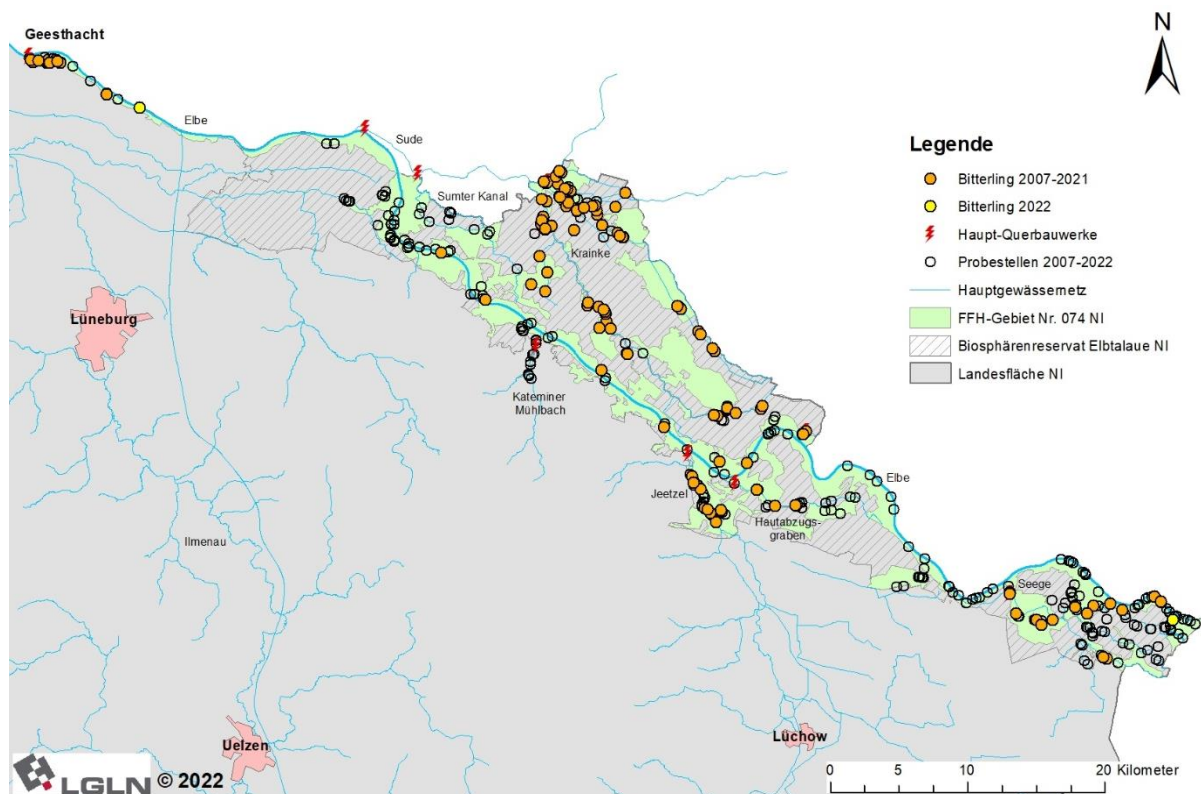 Geesthacht
N
Elbe
Sude
Sumter Kanal
Krainke
Lüneburg
Kateminer
Mühlbach
Jeetzel
Hautabzugs-
graben
Elbe
Ilmenau
Seege
Uelzen
Lüchow
Legende
Bitterling 2007-2021
Bitterling 2022
Haupt-Querbauwerke
Probestellen 2007-2022
Hauptgewässernetz
FFH-Gebiet Nr. 074 NI
Biosphärenreservat Elbtalaue NI
Landesfläche NI
LGLN © 2022
0 5 10 20 Kilometer